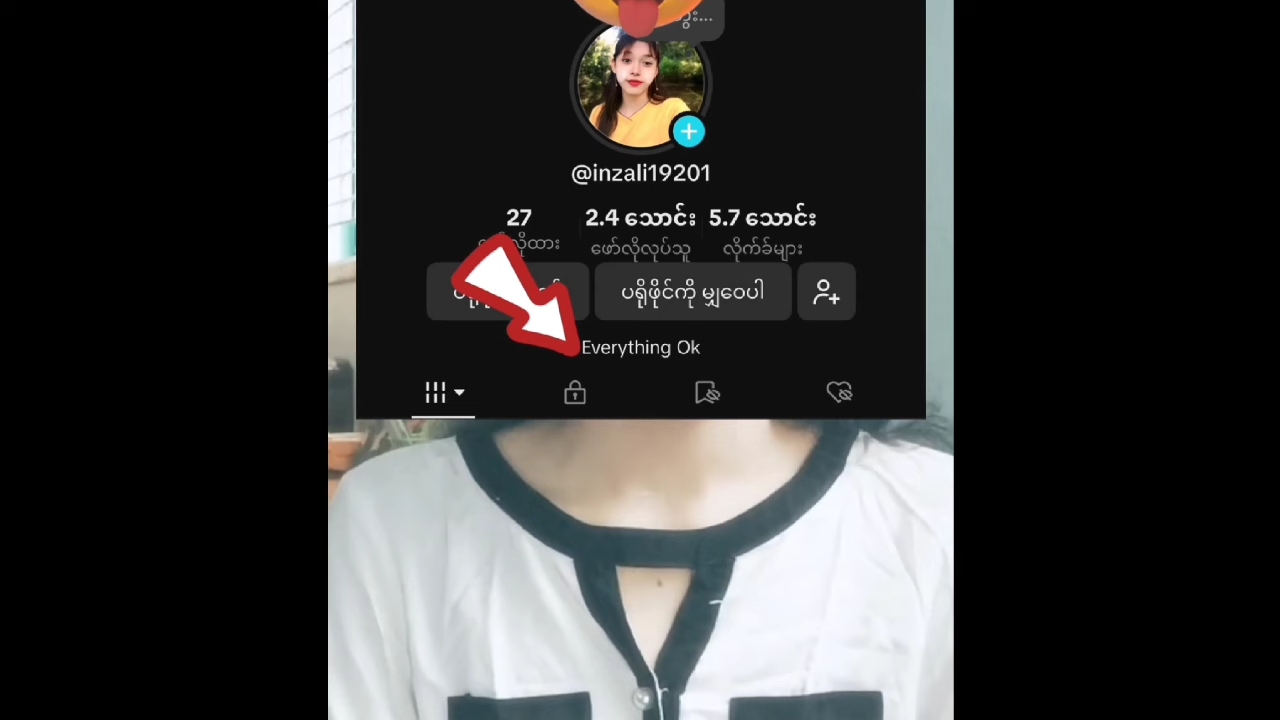 @inzali19201
27 2.4 သောင်း 5.7 သောင်း
ဖော်လိုလုပ်သူ လိုက်ခ်များ
ပရိုဖိုင်ကို မျှဝေပါ
Everything Ok